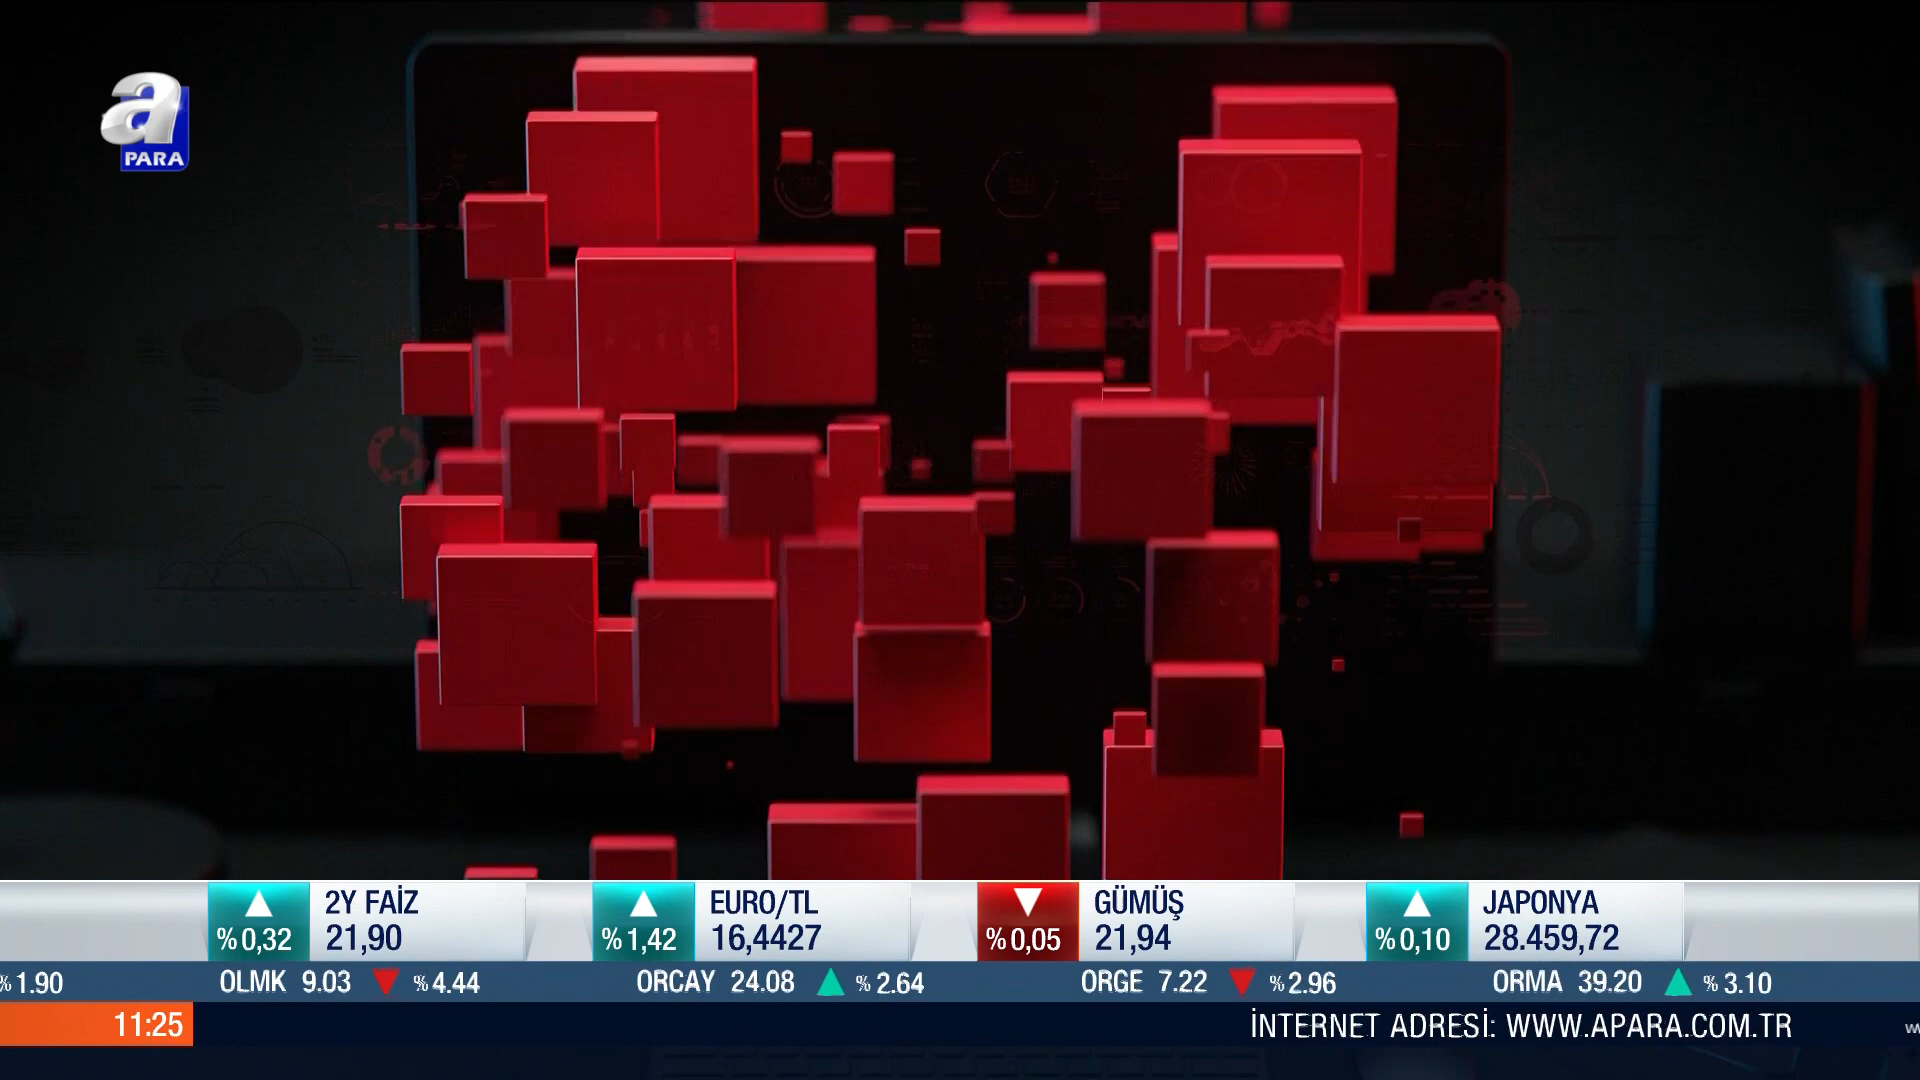 a
PARA
2Y FAİZ
%0,32 21,90
EURO/TL
%1,42 16,4427
GÜMÜŞ
%0,05 21,94
JAPONYA
%0,10 28.459,72
%1.90 OLMK 9.03 %4.44 ORCAY 24.08 %2.64 ORGE 7.22 %2.96 ORMA 39.20 %3.10
11:25 İNTERNET ADRESİ: WWW.APARA.COM.TR